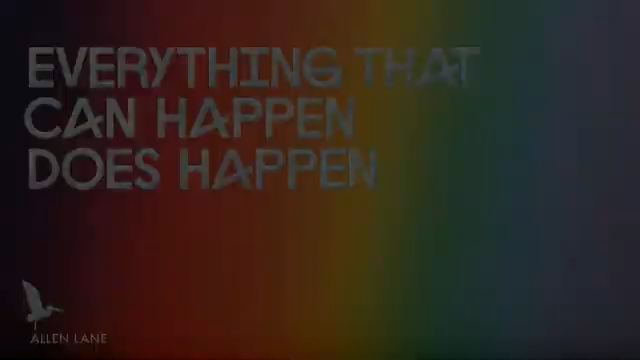 EVERYTHING THAT
CAN HAPPEN
DOES HAPPEN
ALLEN LANE